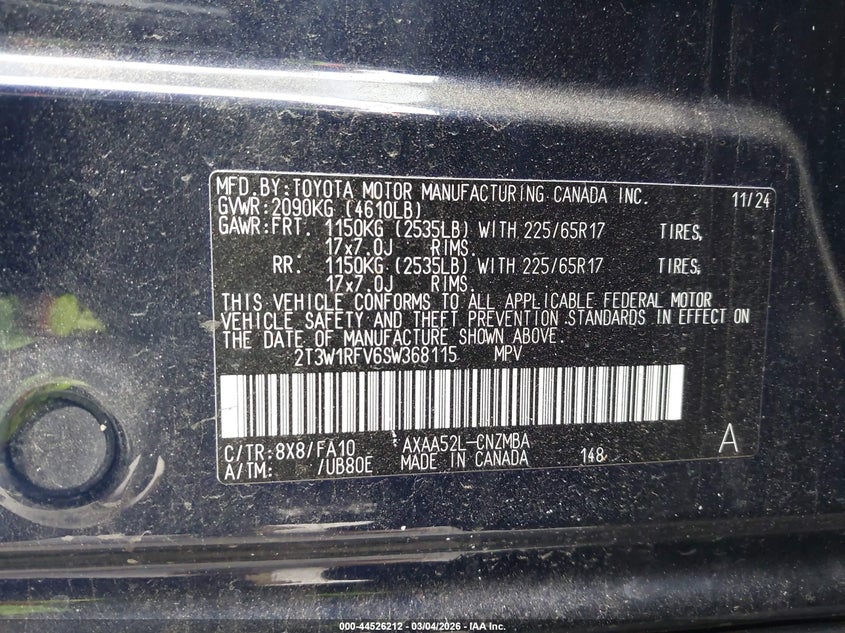 MFD.BY:TOYOTA MOTOR MANUFACTURING CANADA INC. 11/24
GVWR:2090KG (4610LB)
GAWR:FRT. 1150KG (2535LB) WITH 225/65R17 TIRES,
17x7.0J RIMS.
RR. 1150KG (2535LB) WITH 225/65R17 TIRES,
17x7.0J RIMS.
THIS VEHICLE CONFORMS TO ALL APPLICABLE FEDERAL MOTOR
VEHICLE SAFETY AND THEFT PREVENTION STANDARDS IN EFFECT ON
THE DATE OF MANUFACTURE SHOWN ABOVE.
2T3W1RFV6SW368115 MPV
C/TR:8X8/FA10 *AXAA52L-CNZMBA A
A/TM: /UB80E MADE IN CANADA 148
000-44526212 - 03/04/2026 - IAA Inc.